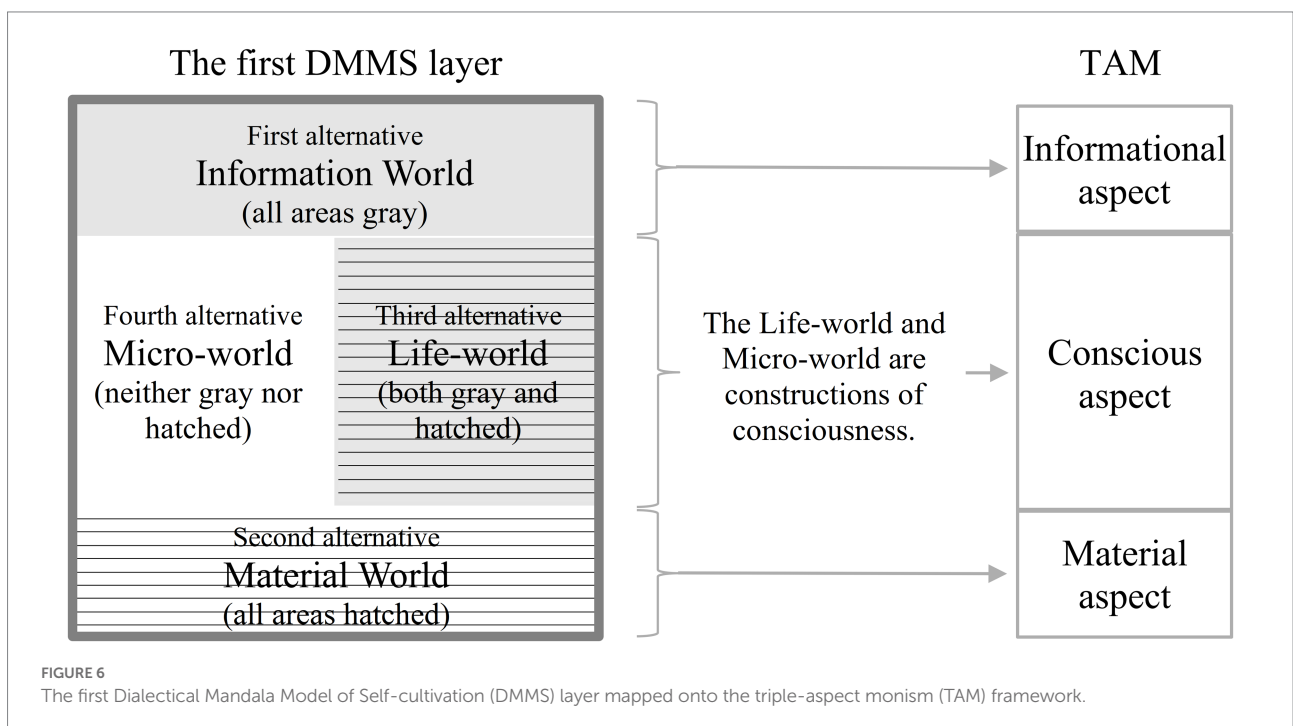 The first DMMS layer
TAM
First alternative
Information World
(all areas gray)
Fourth alternative
Micro-world
(neither gray nor
hatched)
Third alternative
Life-world
(both gray and
hatched)
Second alternative
Material World
(all areas hatched)
The Life-world and
Micro-world are
constructions of
consciousness.
Informational
aspect
Conscious
aspect
Material
aspect
FIGURE 6
The first Dialectical Mandala Model of Self-cultivation (DMMS) layer mapped onto the triple-aspect monism (TAM) framework.